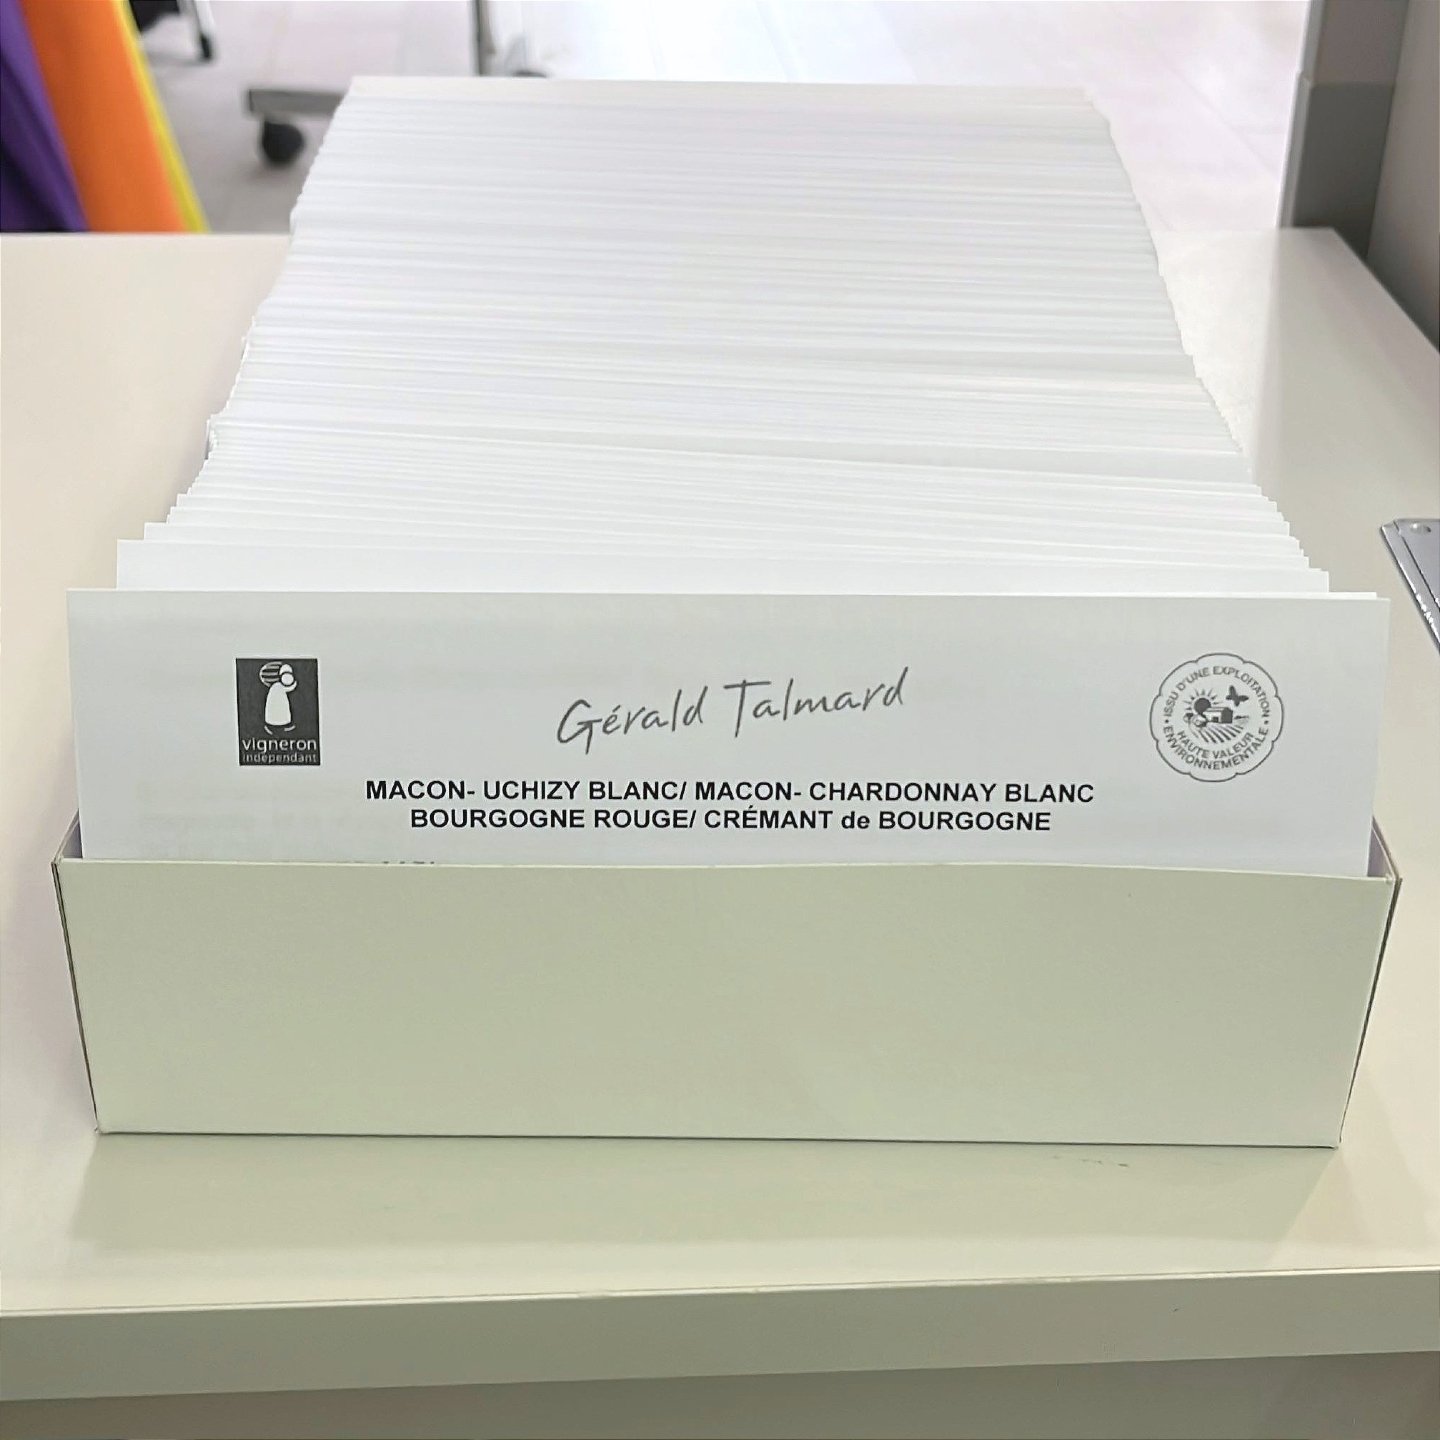 vigneron
indépendant
Gérald Talmard
• ISSU D'UNE EXPLOITATION •
HAUTE VALEUR
ENVIRONNEMENTALE
MACON- UCHIZY BLANC/ MACON- CHARDONNAY BLANC
BOURGOGNE ROUGE/ CRÉMANT de BOURGOGNE